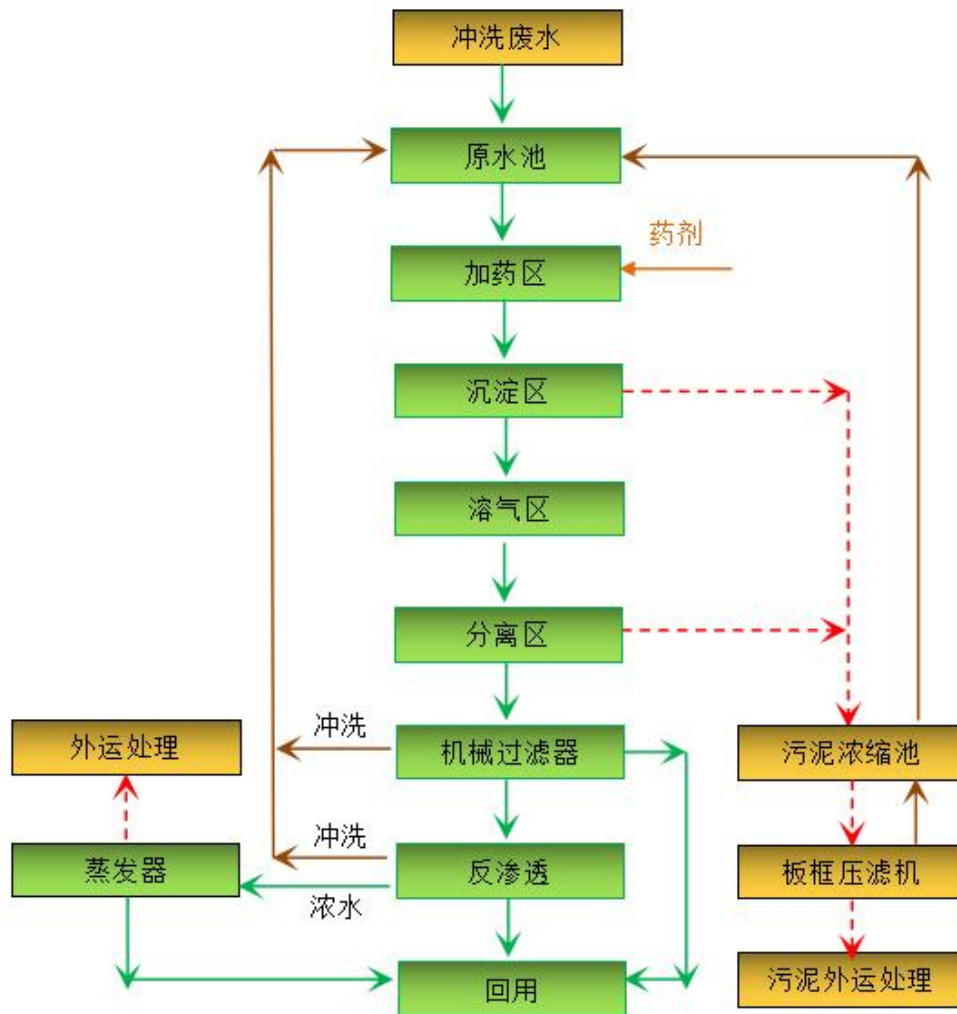 冲洗废水
原水池
药剂
加药区
沉淀区
溶气区
分离区
冲洗
外运处理
机械过滤器
污泥浓缩池
冲洗
蒸发器
反渗透
板框压滤机
浓水
回用
污泥外运处理